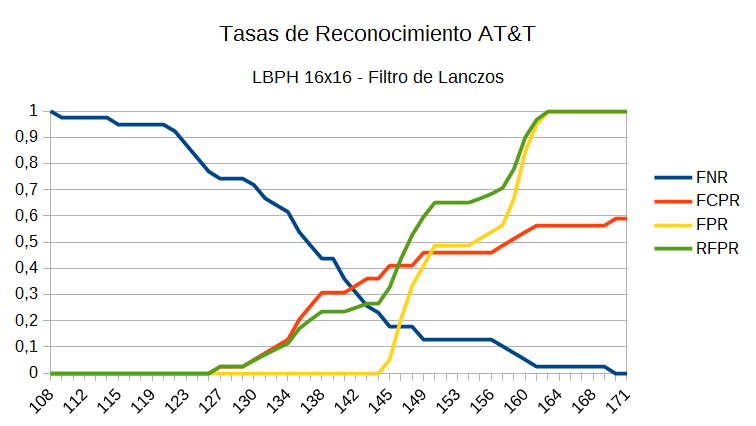 Tasas de Reconocimiento AT&T
LBPH 16x16 - Filtro de Lanczos
1
0,9
0,8
0,7
0,6
0,5
0,4
0,3
0,2
0,1
0
108 112 115 119 123 127 130 134 138 142 145 149 153 156 160 164 168 171
FNR
FCPR
FPR
RFPR